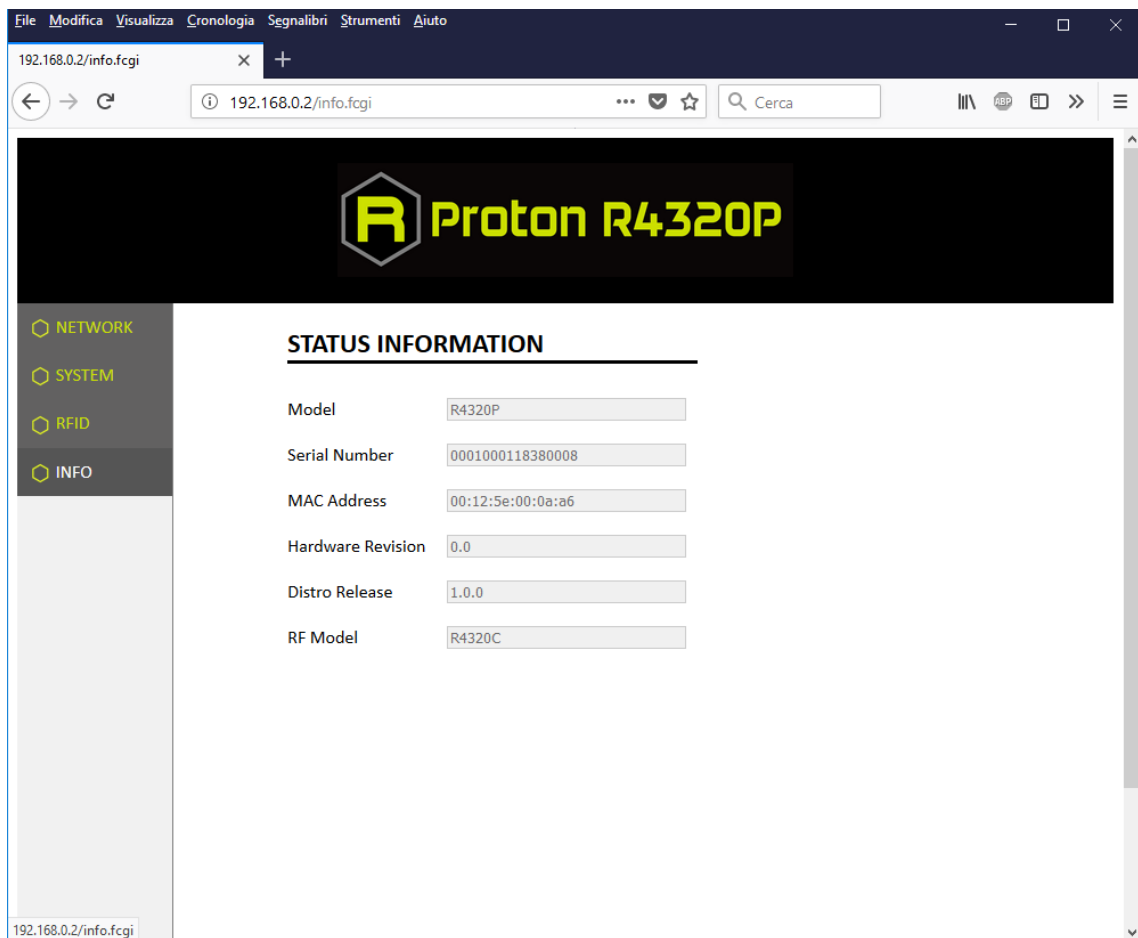 File Modifica Visualizza Cronologia Segnalibri Strumenti Aiuto
192.168.0.2/info.fcgi
192.168.0.2/info.fcgi
Cerca
ABP
R Proton R4320P
NETWORK
SYSTEM
RFID
INFO
STATUS INFORMATION
Model R4320P
Serial Number 0001000118380008
MAC Address 00:12:5e:00:0a:a6
Hardware Revision 0.0
Distro Release 1.0.0
RF Model R4320C
192.168.0.2/info.fcgi